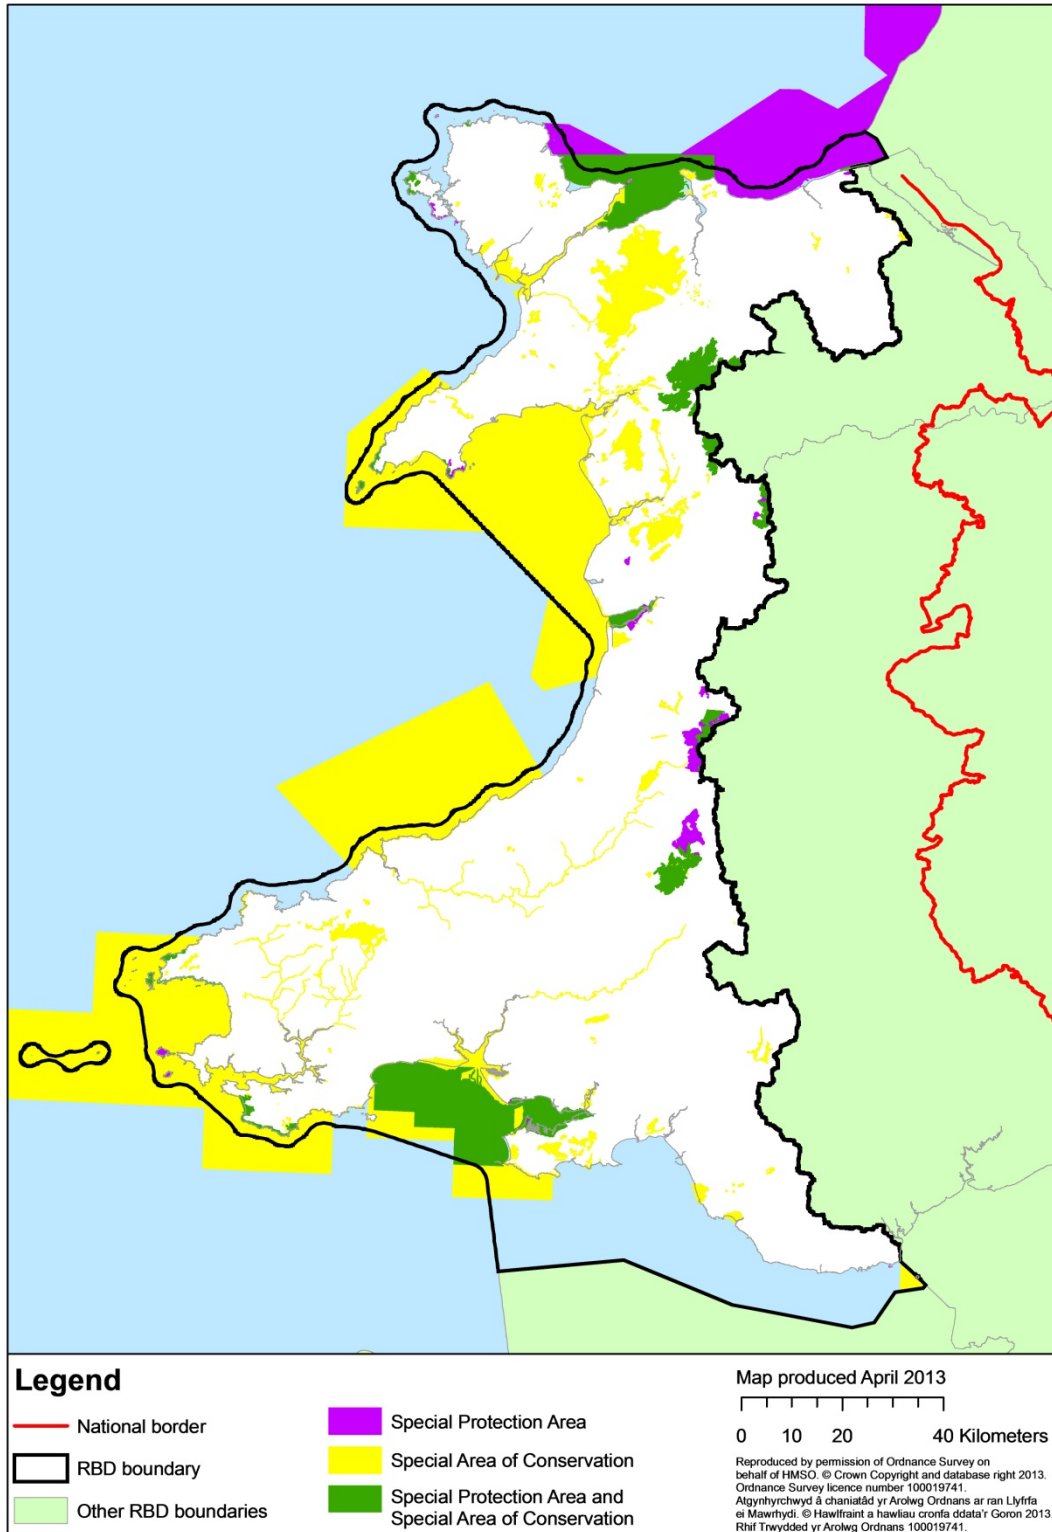 Legend
National border
RBD boundary
Other RBD boundaries
Special Protection Area
Special Area of Conservation
Special Protection Area and
Special Area of Conservation
Map produced April 2013
0 10 20 40 Kilometers
Reproduced by permission of Ordnance Survey on
behalf of HMSO. © Crown Copyright and database right 2013.
Ordnance Survey licence number 100019741.
Atgynhyrchwyd â chaniatâd yr Arolwg Ordnans ar ran Llyfrfa
ei Mawrhydi. © Hawlfraint a hawliau cronfa ddata'r Goron 2013
Rhif Trwydded yr Arolwg Ordnans 100019741.